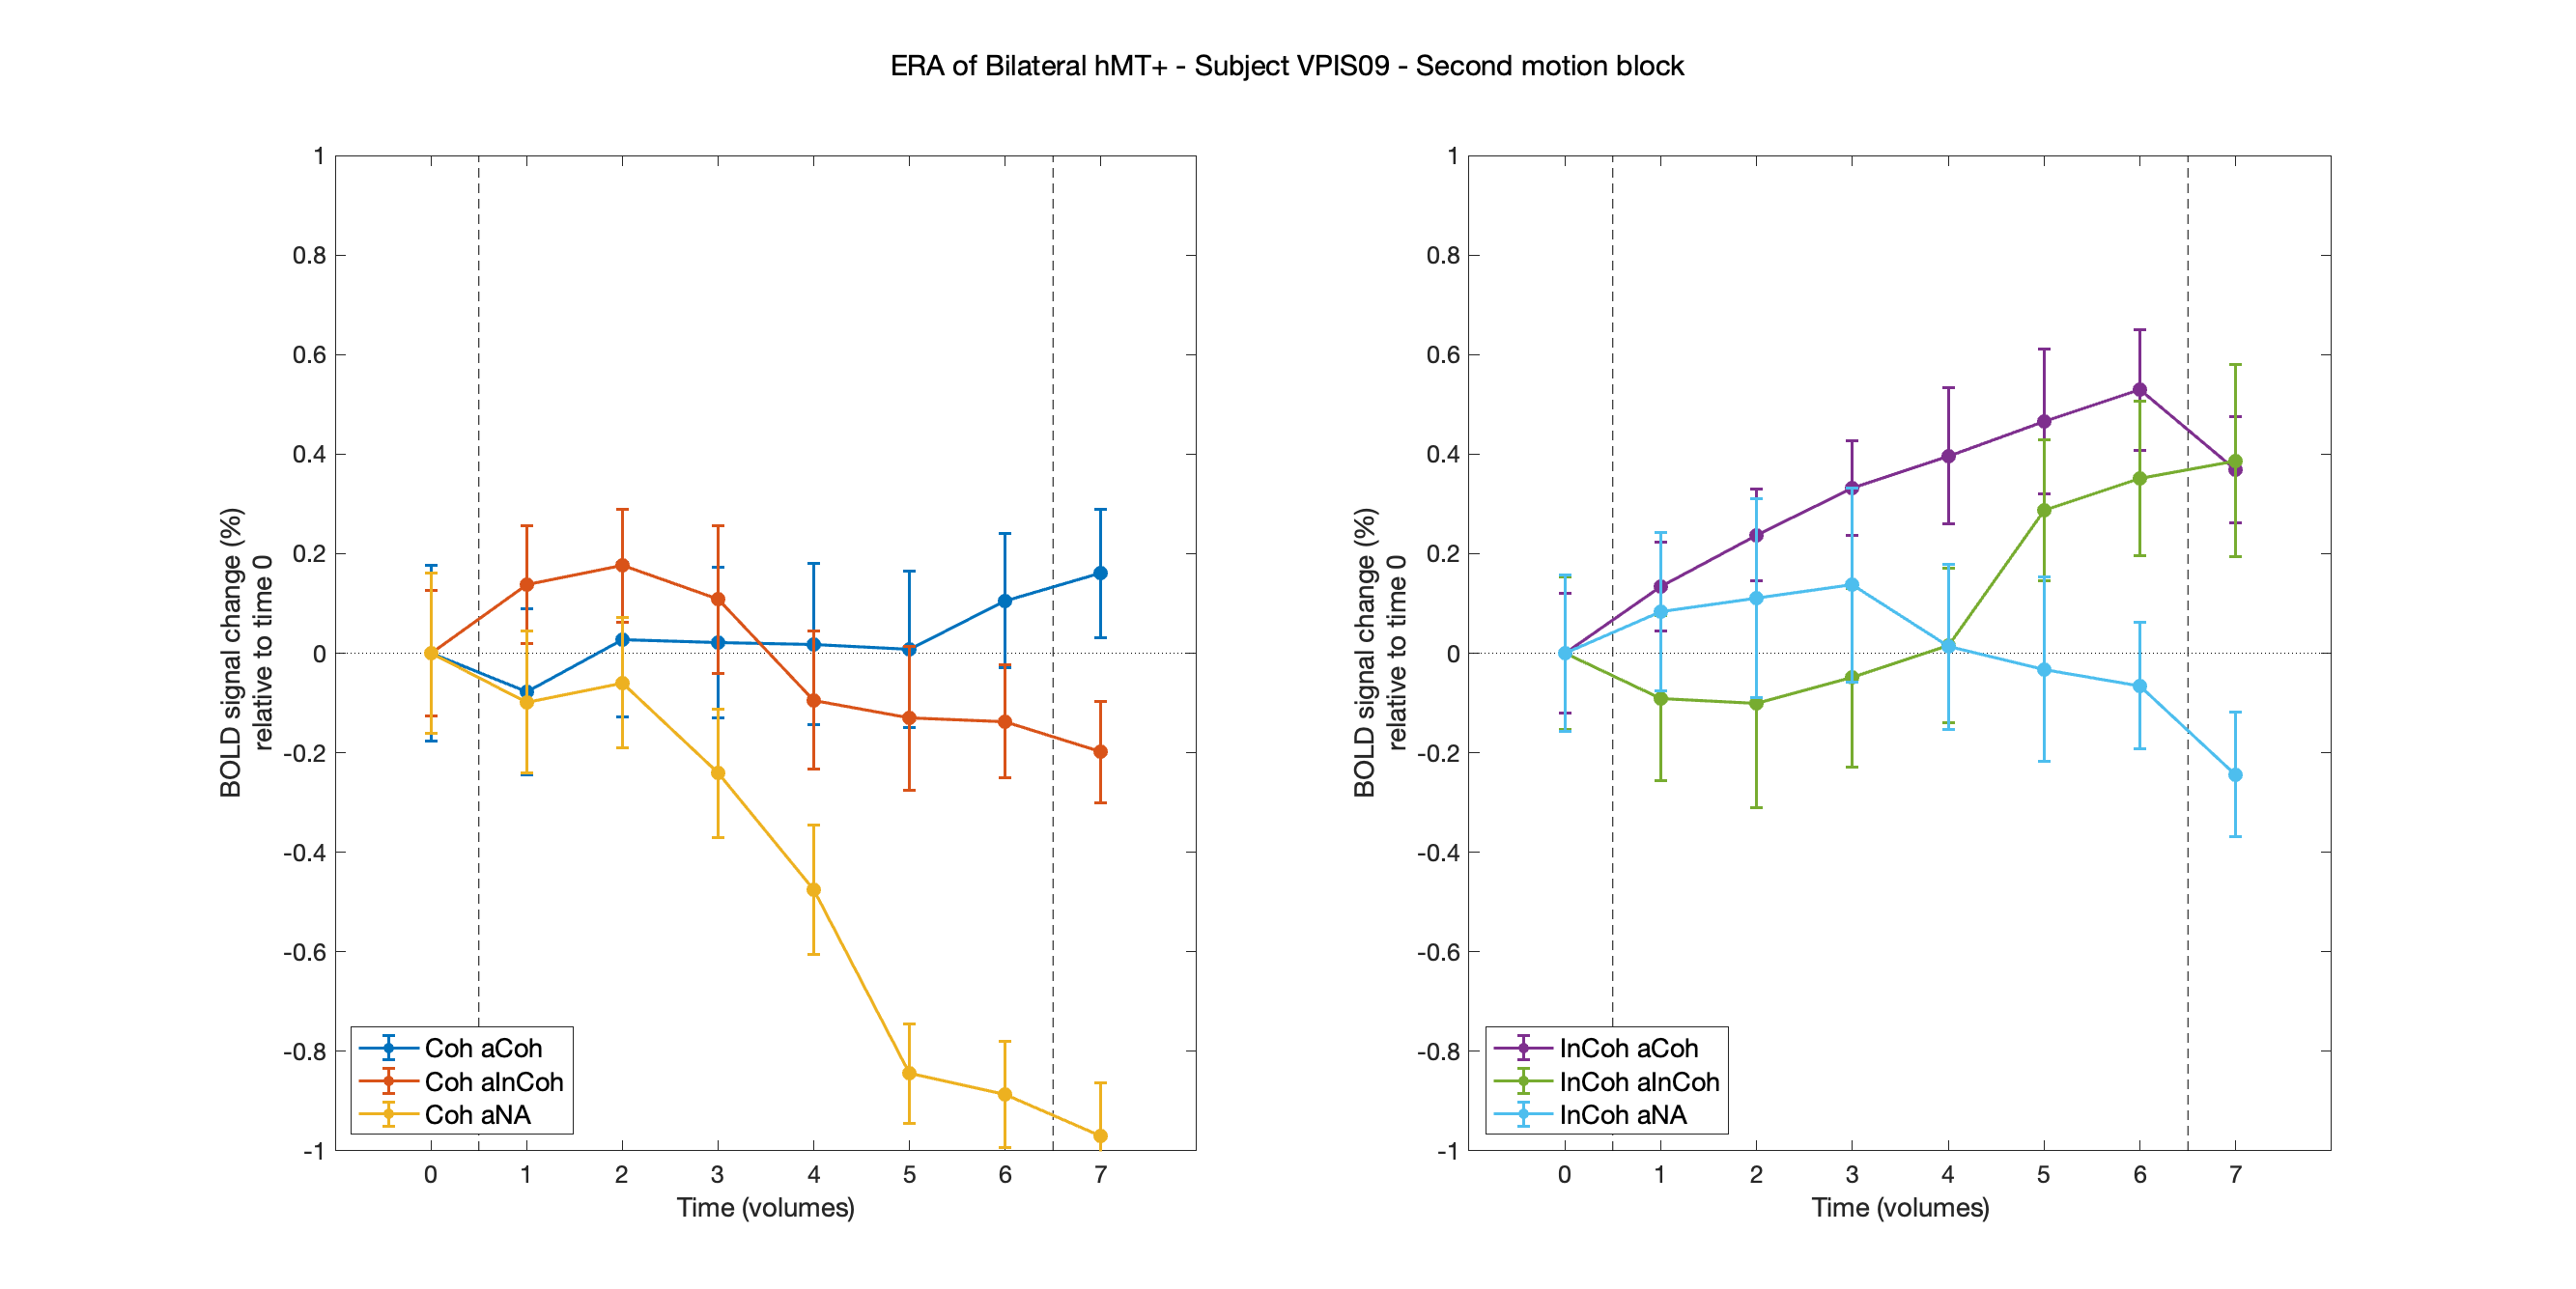 ERA of Bilateral hMT+ - Subject VPIS09 - Second motion block
1
0.8
0.6
0.4
0.2
0
-0.2
-0.4
-0.6
-0.8
-1
BOLD signal change (%)
relative to time 0
0 1 2 3 4 5 6 7
Time (volumes)
Coh aCoh
Coh aInCoh
Coh aNA
1
0.8
0.6
0.4
0.2
0
-0.2
-0.4
-0.6
-0.8
-1
BOLD signal change (%)
relative to time 0
0 1 2 3 4 5 6 7
Time (volumes)
InCoh aCoh
InCoh aInCoh
InCoh aNA